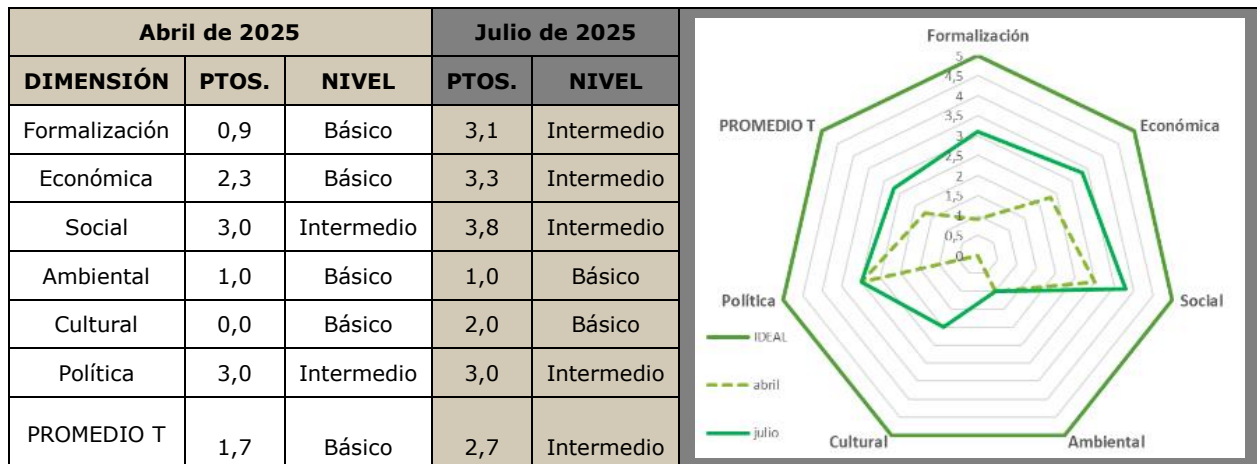 Abril de 2025 Julio de 2025
DIMENSIÓN PTOS. NIVEL PTOS. NIVEL
Formalización 0,9 Básico 3,1 Intermedio
Económica 2,3 Básico 3,3 Intermedio
Social 3,0 Intermedio 3,8 Intermedio
Ambiental 1,0 Básico 1,0 Básico
Cultural 0,0 Básico 2,0 Básico
Política 3,0 Intermedio 3,0 Intermedio
PROMEDIO T 1,7 Básico 2,7 Intermedio
Formalización
5
4,5
4
3,5
3
2,5
2
1,5
1
0,5
0
PROMEDIO T
Económica
Política
Social
Cultural
Ambiental
IDEAL
abril
julio